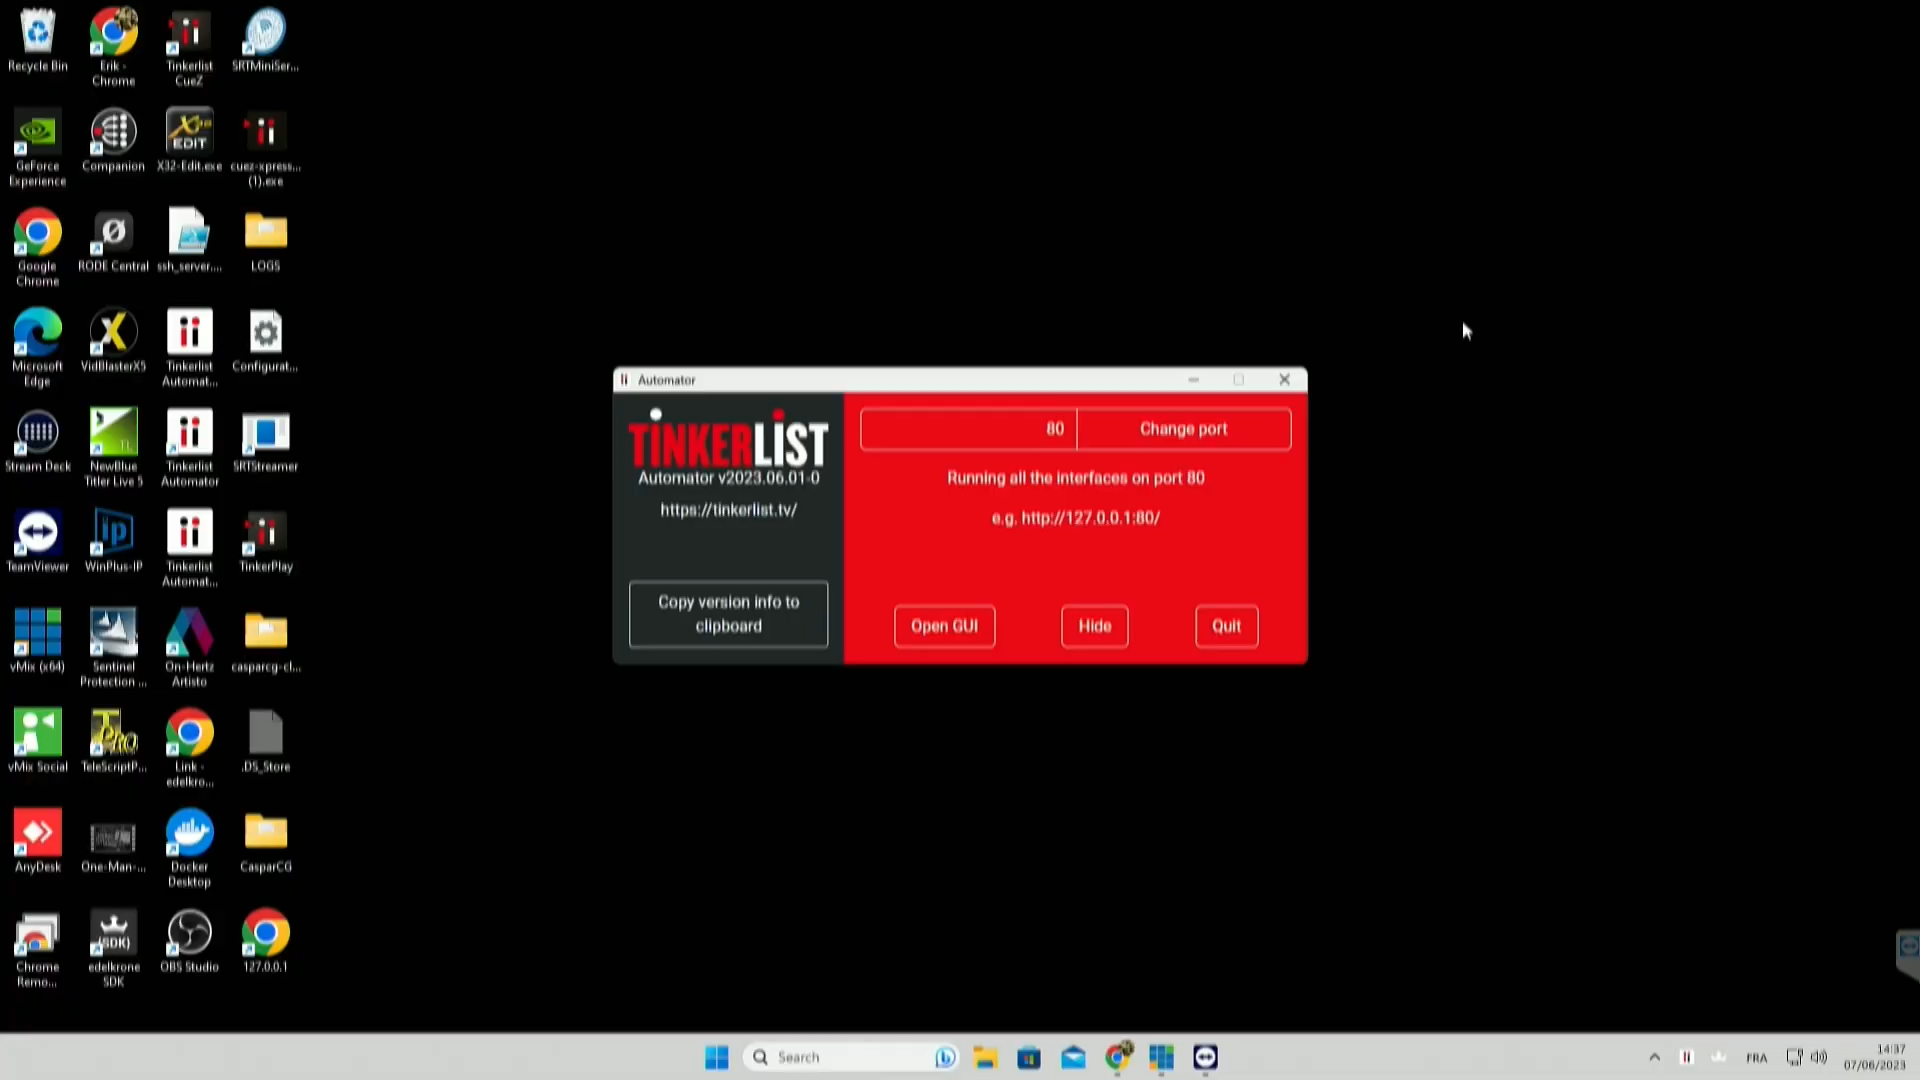 Recycle Bin
Erik -
Chrome
Tinkerlist
CueZ
SRTMiniSer...
GeForce
Experience
Companion
X32-Edit.exe
cuez-xpress...
(1).exe
Google
Chrome
RODE Central
ssh_server....
LOGS
Microsoft
Edge
VidBlasterX5
Tinkerlist
Automat...
Configurat...
Stream Deck
NewBlue
Titler Live 5
Tinkerlist
Automator
SRTStreamer
TeamViewer
WinPlus-IP
Tinkerlist
Automat...
TinkerPlay
vMix (x64)
Sentinel
Protection ...
On-Hertz
Artisto
casparcg-cl...
vMix Social
TeleScriptP...
Link -
edelkro...
.DS_Store
AnyDesk
One-Man-...
Docker
Desktop
CasparCG
Chrome
Remo...
edelkrone
SDK
OBS Studio
127.0.0.1
EDIT
TL
ip
PRO
(SDK)
Automator
TINKERLIST
Automator v2023.06.01-0
https://tinkerlist.tv/
Copy version info to
clipboard
80
Change port
Running all the interfaces on port 80
e.g. http://127.0.0.1:80/
Open GUI
Hide
Quit
Search
FRA
14:37
07/06/2023